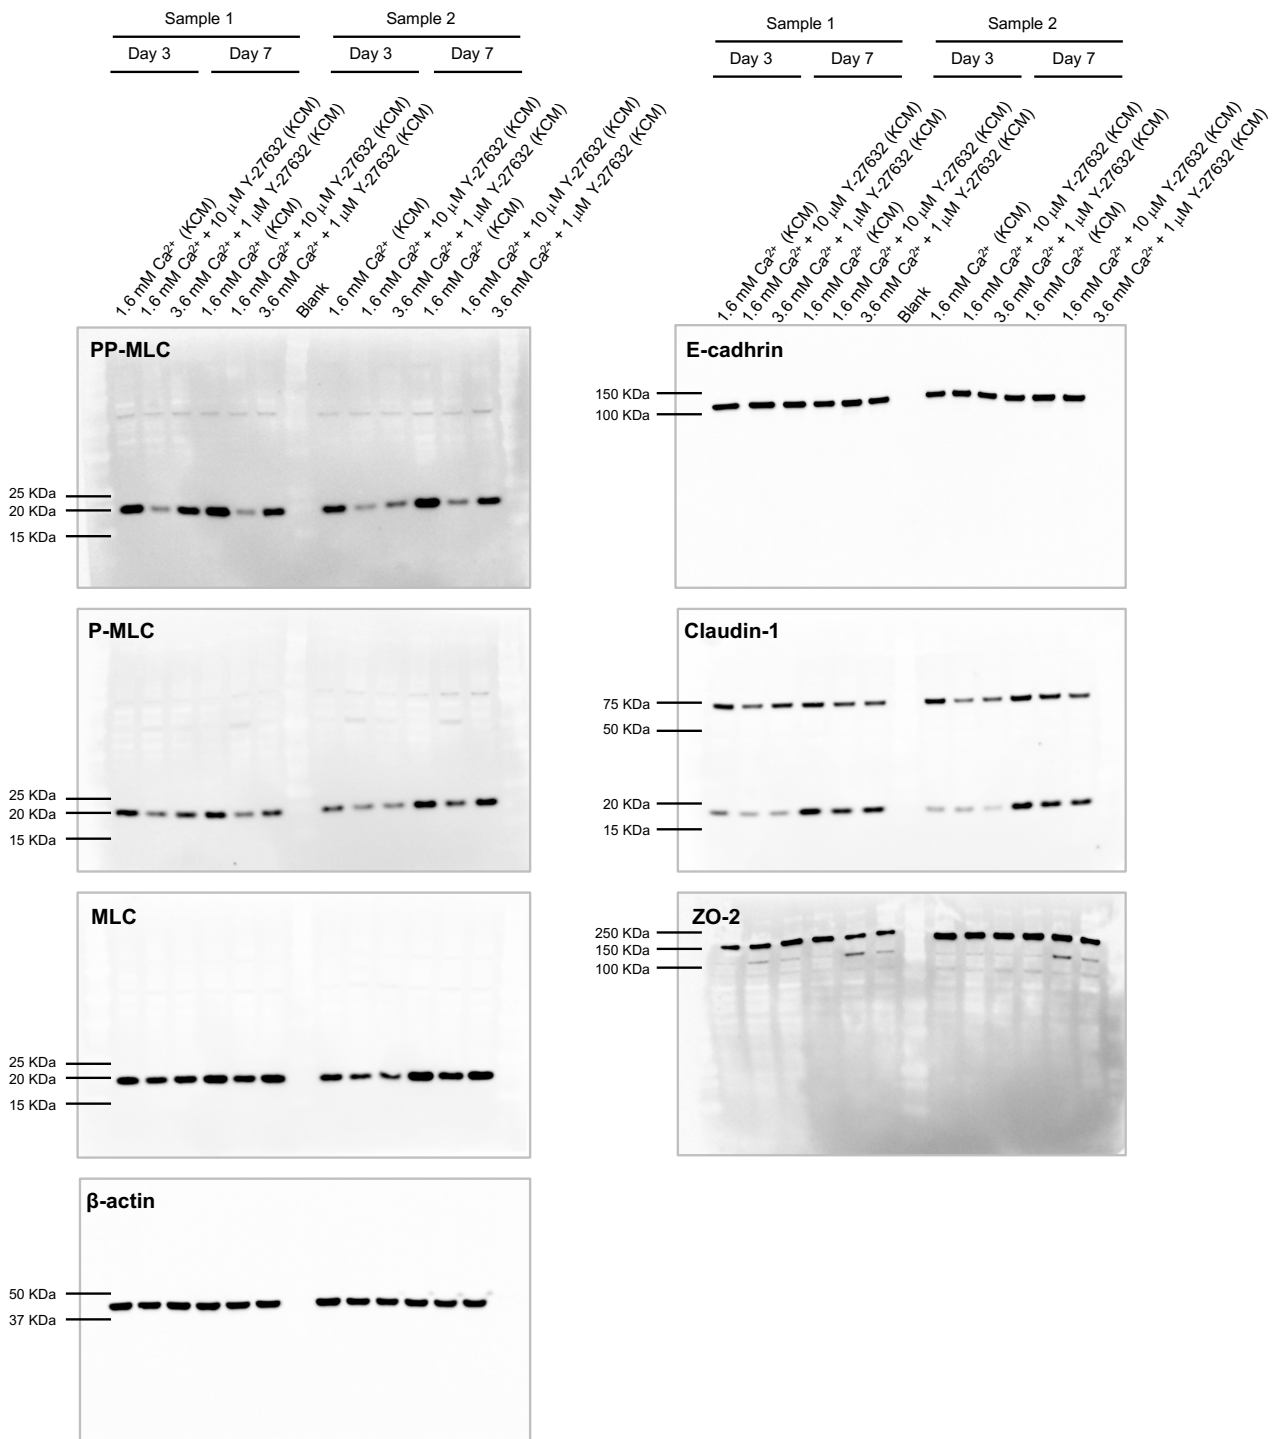 Sample 1
Sample 2
Day 3
Day 7
Day 3
Day 7
1.6 mM Ca²⁺ (KCM)
1.6 mM Ca²⁺ + 10 μM Y-27632 (KCM)
3.6 mM Ca²⁺ + 1 μM Y-27632 (KCM)
1.6 mM Ca²⁺ (KCM)
1.6 mM Ca²⁺ + 10 μM Y-27632 (KCM)
3.6 mM Ca²⁺ + 1 μM Y-27632 (KCM)
Blank
1.6 mM Ca²⁺ (KCM)
1.6 mM Ca²⁺ + 10 μM Y-27632 (KCM)
3.6 mM Ca²⁺ + 1 μM Y-27632 (KCM)
1.6 mM Ca²⁺ (KCM)
1.6 mM Ca²⁺ + 10 μM Y-27632 (KCM)
3.6 mM Ca²⁺ + 1 μM Y-27632 (KCM)
PP-MLC
25 KDa
20 KDa
15 KDa
P-MLC
25 KDa
20 KDa
15 KDa
MLC
25 KDa
20 KDa
15 KDa
β-actin
50 KDa
37 KDa
Sample 1
Sample 2
Day 3
Day 7
Day 3
Day 7
1.6 mM Ca²⁺ (KCM)
1.6 mM Ca²⁺ + 10 μM Y-27632 (KCM)
3.6 mM Ca²⁺ + 1 μM Y-27632 (KCM)
1.6 mM Ca²⁺ (KCM)
1.6 mM Ca²⁺ + 10 μM Y-27632 (KCM)
3.6 mM Ca²⁺ + 1 μM Y-27632 (KCM)
Blank
1.6 mM Ca²⁺ (KCM)
1.6 mM Ca²⁺ + 10 μM Y-27632 (KCM)
3.6 mM Ca²⁺ + 1 μM Y-27632 (KCM)
1.6 mM Ca²⁺ (KCM)
1.6 mM Ca²⁺ + 10 μM Y-27632 (KCM)
3.6 mM Ca²⁺ + 1 μM Y-27632 (KCM)
E-cadhrin
150 KDa
100 KDa
Claudin-1
75 KDa
50 KDa
20 KDa
15 KDa
ZO-2
250 KDa
150 KDa
100 KDa